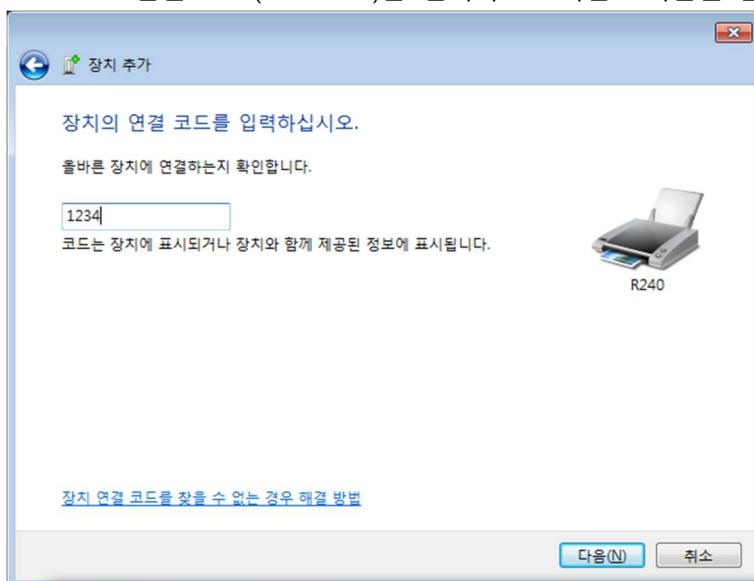 장치 추가
장치의 연결 코드를 입력하십시오.
올바른 장치에 연결하는지 확인합니다.
1234
코드는 장치에 표시되거나 장치와 함께 제공된 정보에 표시됩니다.
R240
장치 연결 코드를 찾을 수 없는 경우 해결 방법
다음(N) 취소